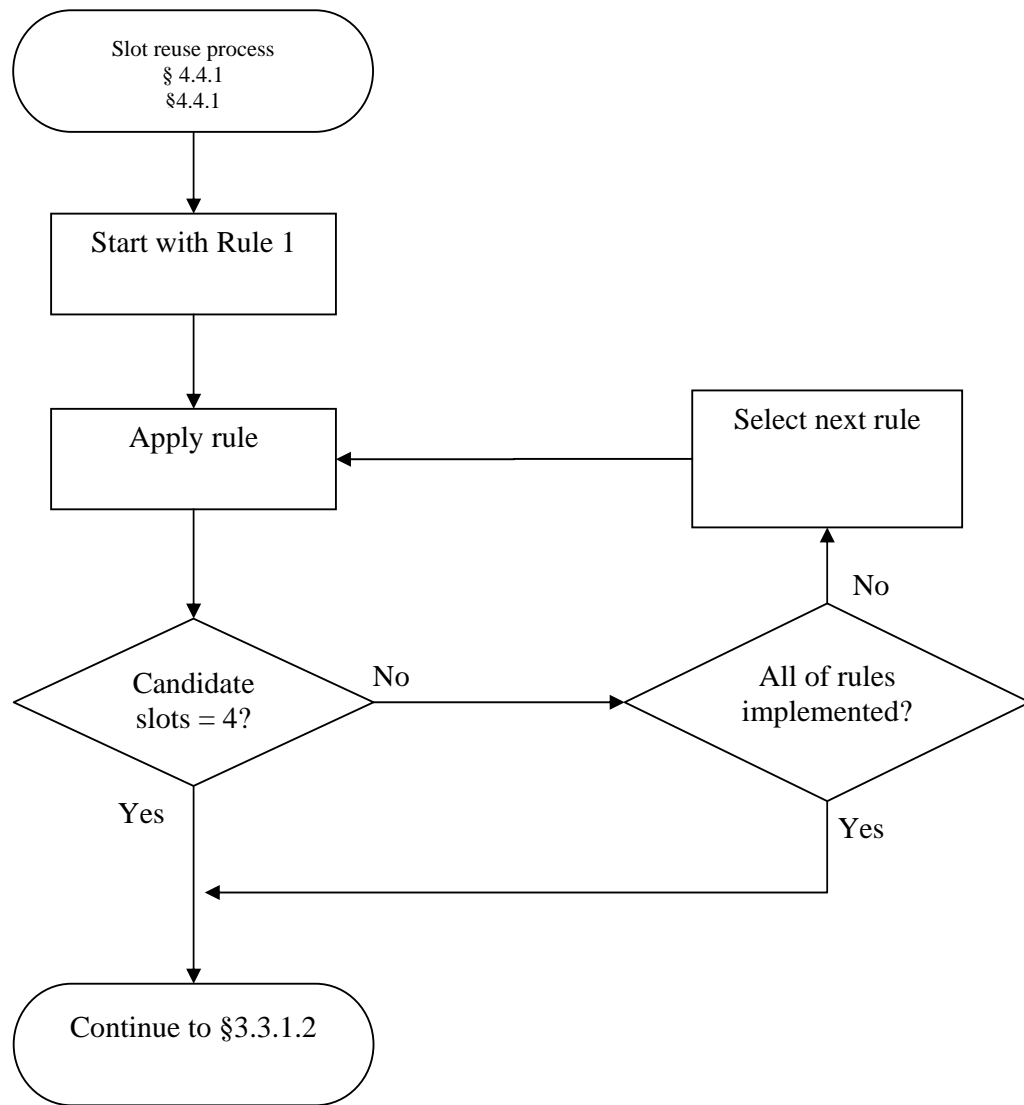 Slot reuse process
§ 4.4.1
§4.4.1
Start with Rule 1
Apply rule
Select next rule
No
Candidate
slots = 4?
No
All of rules
implemented?
Yes
Yes
Continue to §3.3.1.2